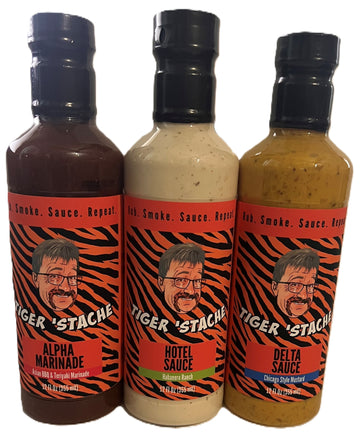 b. Smoke. Sauce. Repeat.
TIGER 'STACHE
ALPHA
MARINADE
Asian BBQ & Teriyaki Marinade
12 fl oz (355 mL)
Rub. Smoke. Sauce. Repeat.
TIGER 'STACHE
HOTEL
SAUCE
Habanero Ranch
12 fl oz (355 mL)
Rub. Smoke. Sauce. Repea
TIGER 'STACHE
DELTA
SAUCE
Chicago Style Mustard
12 fl oz (355 mL)